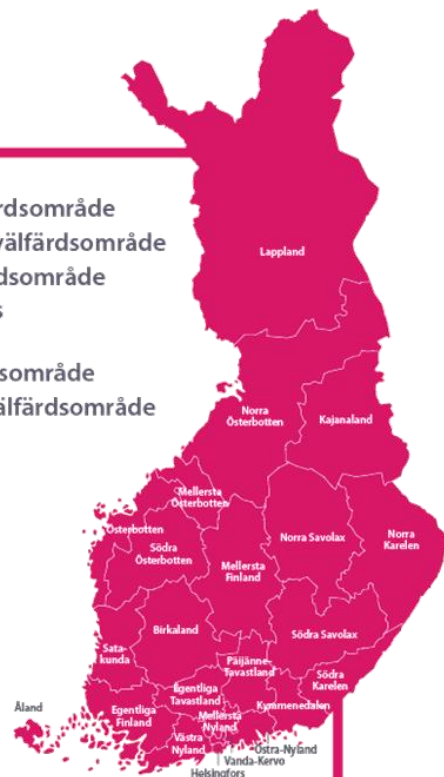 rdsområde
välfärdsområde
dsområde
s
sområde
älfärdsområde
Lappland
Norra
Österbotten
Kajanaland
Mellersta
Österbotten
Österbotten
Södra
Österbotten
Norra Savolax
Norra
Karelen
Mellersta
Finland
Birkaland
Södra Savolax
Sata-
kunda
Päijänne-
Tavastland
Södra
Karelen
Egentliga
Tavastland
Kymmenedalen
Åland
Egentliga
Finland
Mellersta
Nyland
Västra
Nyland
Östra-Nyland
Vanda-Kervo
Helsingfors